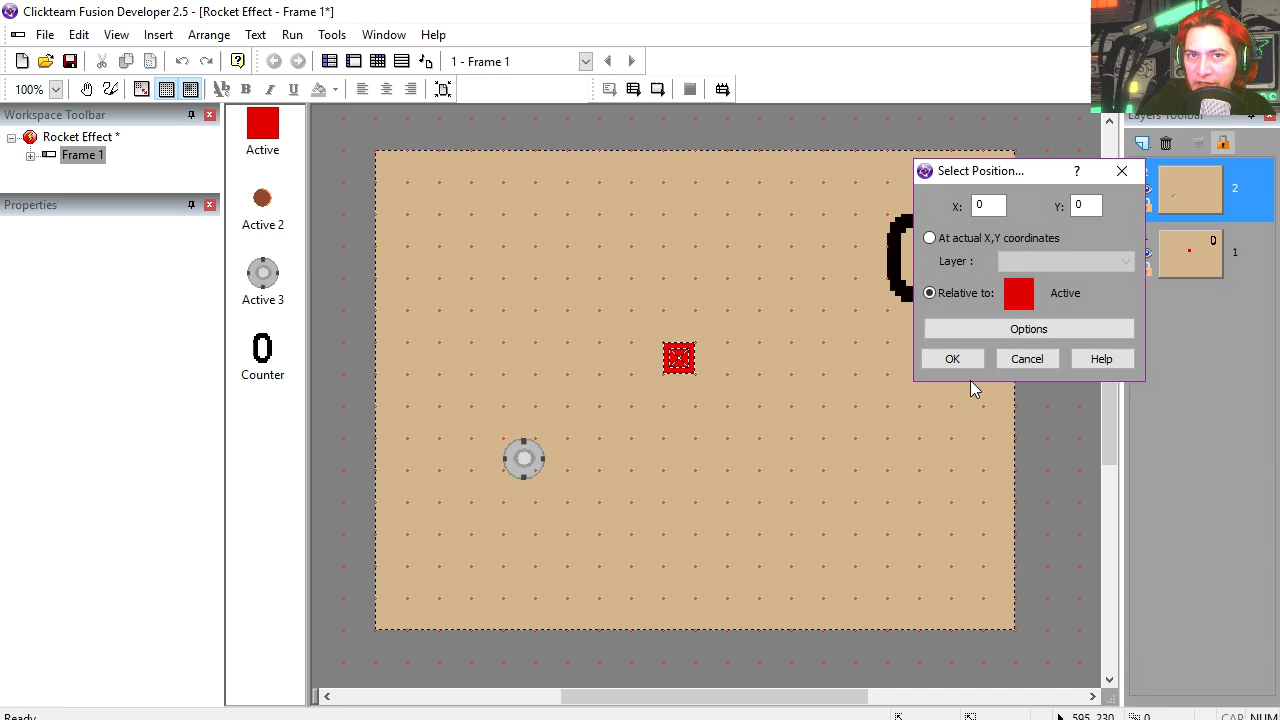 Clickteam Fusion Developer 2.5 - [Rocket Effect - Frame 1*]
File Edit View Insert Arrange Text Run Tools Window Help
1 - Frame 1
100%
Workspace Toolbar
Rocket Effect *
Frame 1
Properties
Active
Active 2
Active 3
0
Counter
Select Position...
X: 0 Y: 0
At actual X,Y coordinates
Layer :
Relative to: Active
Options
OK Cancel Help
Layers Toolbar
2
0
1
Ready
595, 230
0
CAP NUM